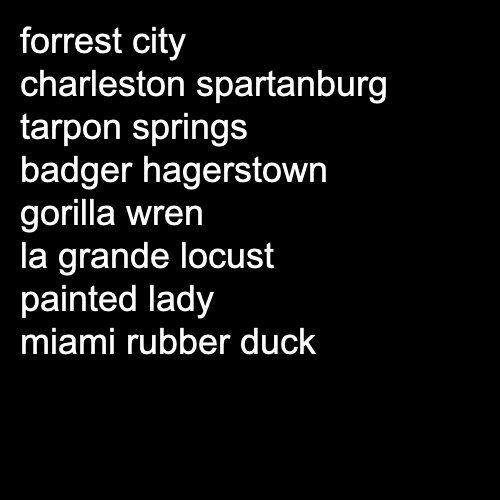 forrest city
charleston spartanburg
tarpon springs
badger hagerstown
gorilla wren
la grande locust
painted lady
miami rubber duck